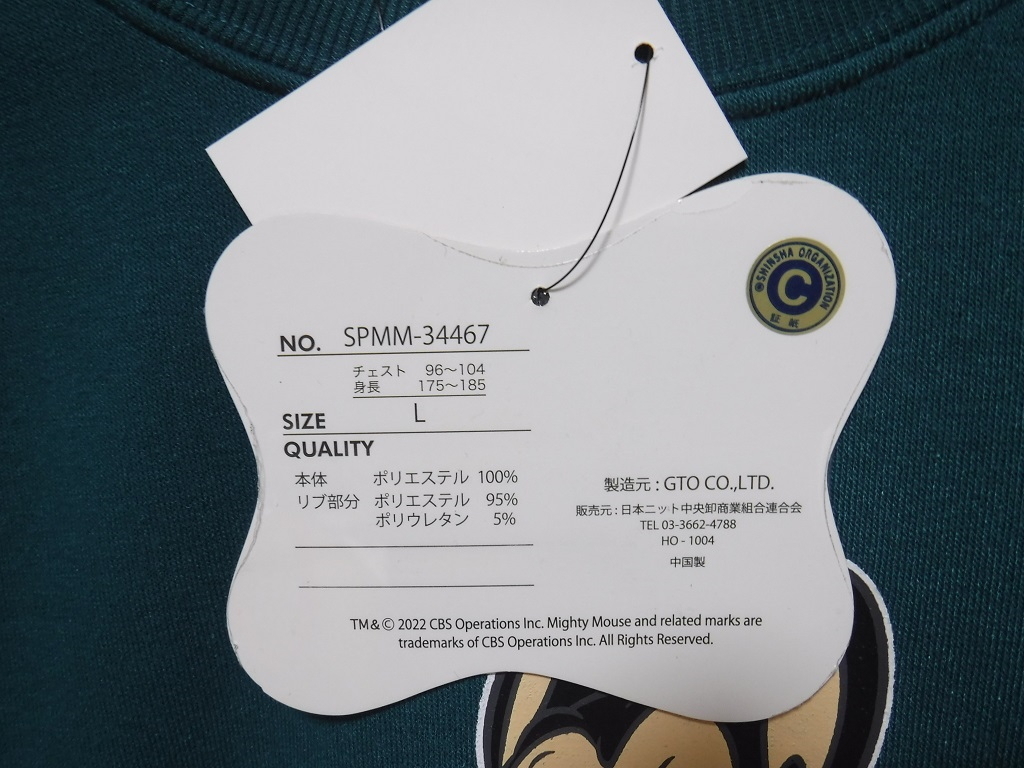 SHINSHA ORGANIZATION
C
証 紙
NO. SPMM-34467
チェスト 96〜104
身長 175〜185
SIZE L
QUALITY
本体 ポリエステル 100%
リブ部分 ポリエステル 95%
ポリウレタン 5%
製造元 : GTO CO.,LTD.
販売元 : 日本ニット中央卸商業組合連合会
TEL 03-3662-4788
HO - 1004
中国製
TM & © 2022 CBS Operations Inc. Mighty Mouse and related marks are
trademarks of CBS Operations Inc. All Rights Reserved.